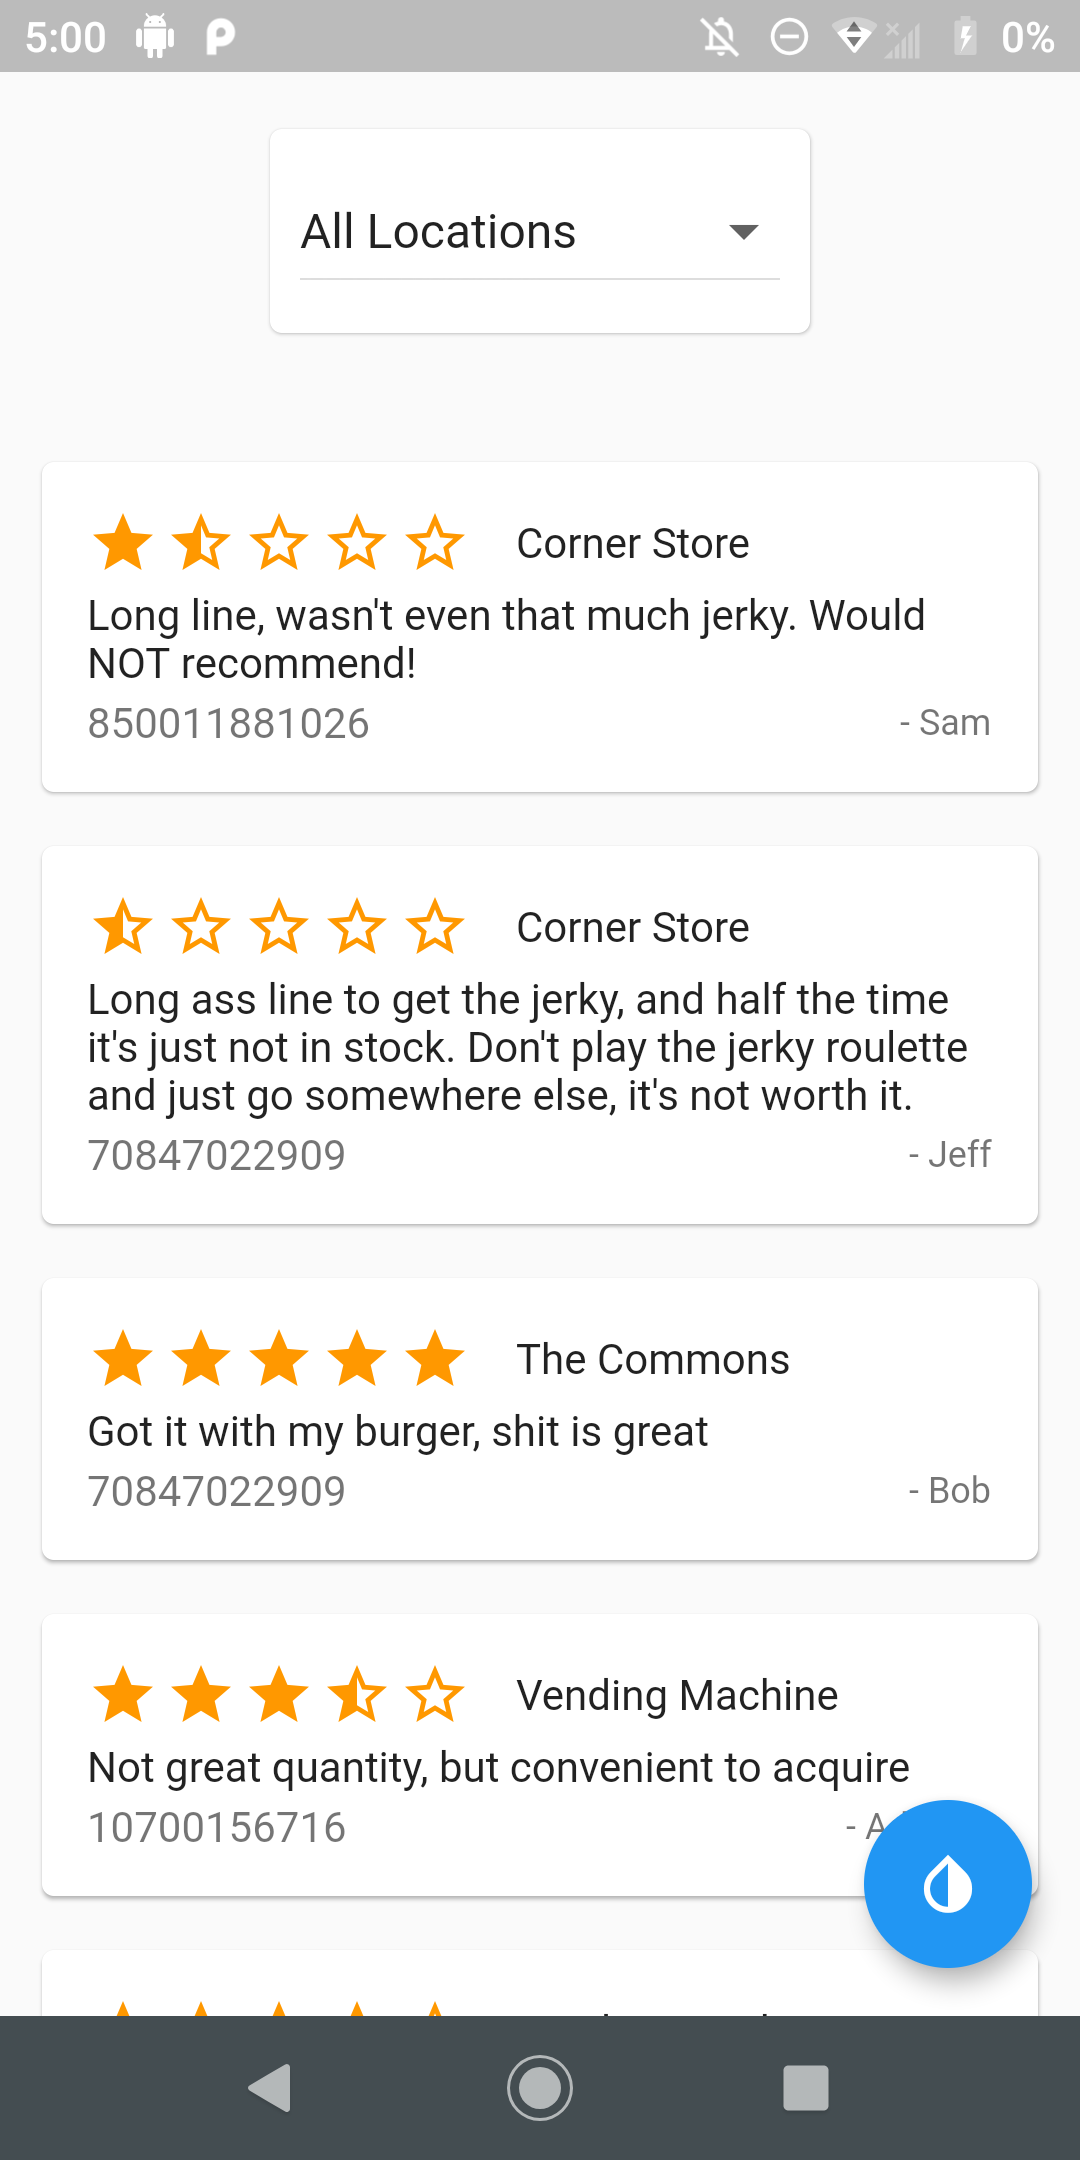 5:00
0%
All Locations
Corner Store
Long line, wasn't even that much jerky. Would
NOT recommend!
850011881026
- Sam
Corner Store
Long ass line to get the jerky, and half the time
it's just not in stock. Don't play the jerky roulette
and just go somewhere else, it's not worth it.
70847022909
- Jeff
The Commons
Got it with my burger, shit is great
70847022909
- Bob
Vending Machine
Not great quantity, but convenient to acquire
10700156716